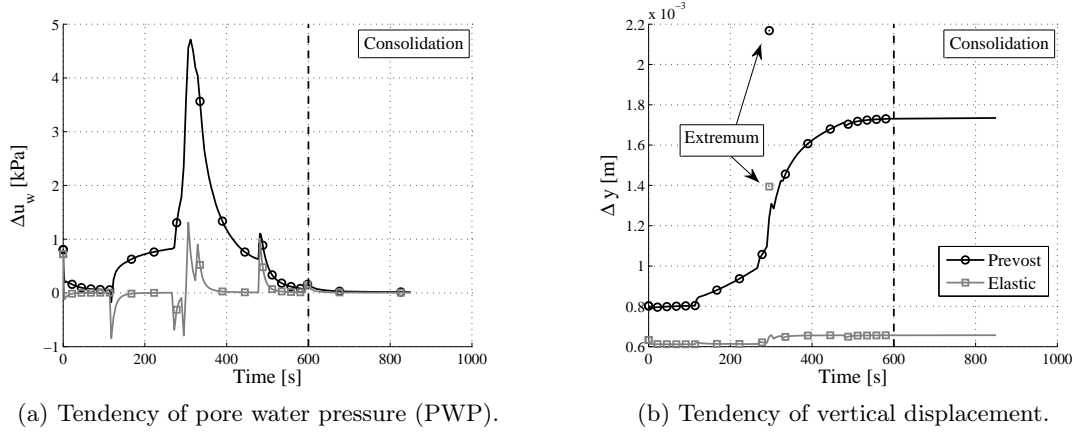 5
4
3
2
1
0
−1
0
200
400
600
800
1000
Time [s]
Δu_w [kPa]
Consolidation
(a) Tendency of pore water pressure (PWP).
x 10⁻³
2.2
2
1.8
1.6
1.4
1.2
1
0.8
0.6
0
200
400
600
800
1000
Time [s]
Δ y [m]
Consolidation
Extremum
Prevost
Elastic
(b) Tendency of vertical displacement.